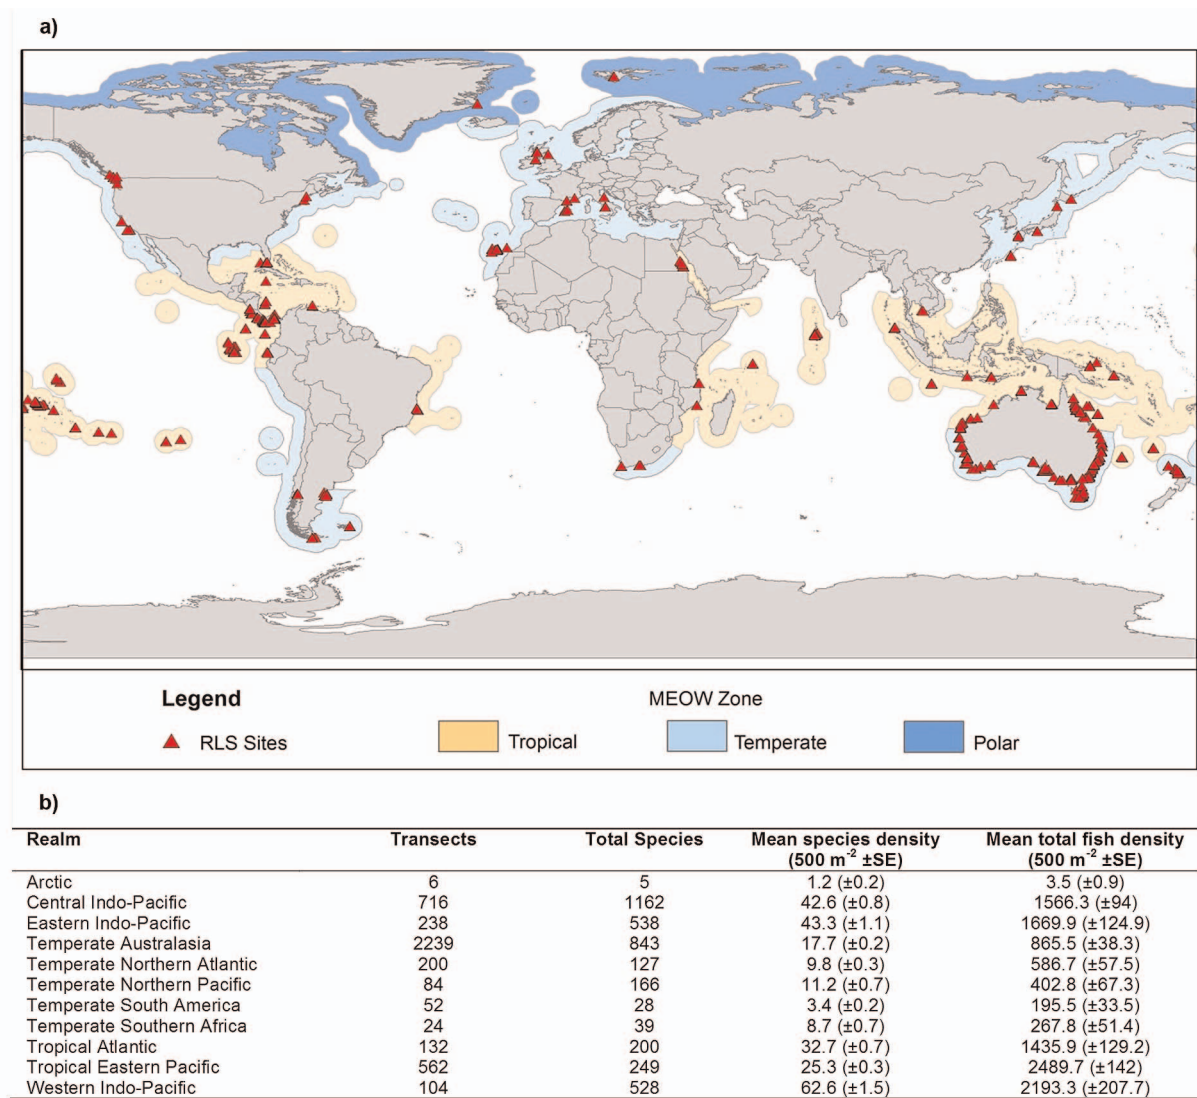 a)
Legend
MEOW Zone
RLS Sites
Tropical
Temperate
Polar
b)
Realm Transects Total Species Mean species density Mean total fish density
(500 m⁻² ±SE) (500 m⁻² ±SE)
Arctic 6 5 1.2 (±0.2) 3.5 (±0.9)
Central Indo-Pacific 716 1162 42.6 (±0.8) 1566.3 (±94)
Eastern Indo-Pacific 238 538 43.3 (±1.1) 1669.9 (±124.9)
Temperate Australasia 2239 843 17.7 (±0.2) 865.5 (±38.3)
Temperate Northern Atlantic 200 127 9.8 (±0.3) 586.7 (±57.5)
Temperate Northern Pacific 84 166 11.2 (±0.7) 402.8 (±67.3)
Temperate South America 52 28 3.4 (±0.2) 195.5 (±33.5)
Temperate Southern Africa 24 39 8.7 (±0.7) 267.8 (±51.4)
Tropical Atlantic 132 200 32.7 (±0.7) 1435.9 (±129.2)
Tropical Eastern Pacific 562 249 25.3 (±0.3) 2489.7 (±142)
Western Indo-Pacific 104 528 62.6 (±1.5) 2193.3 (±207.7)